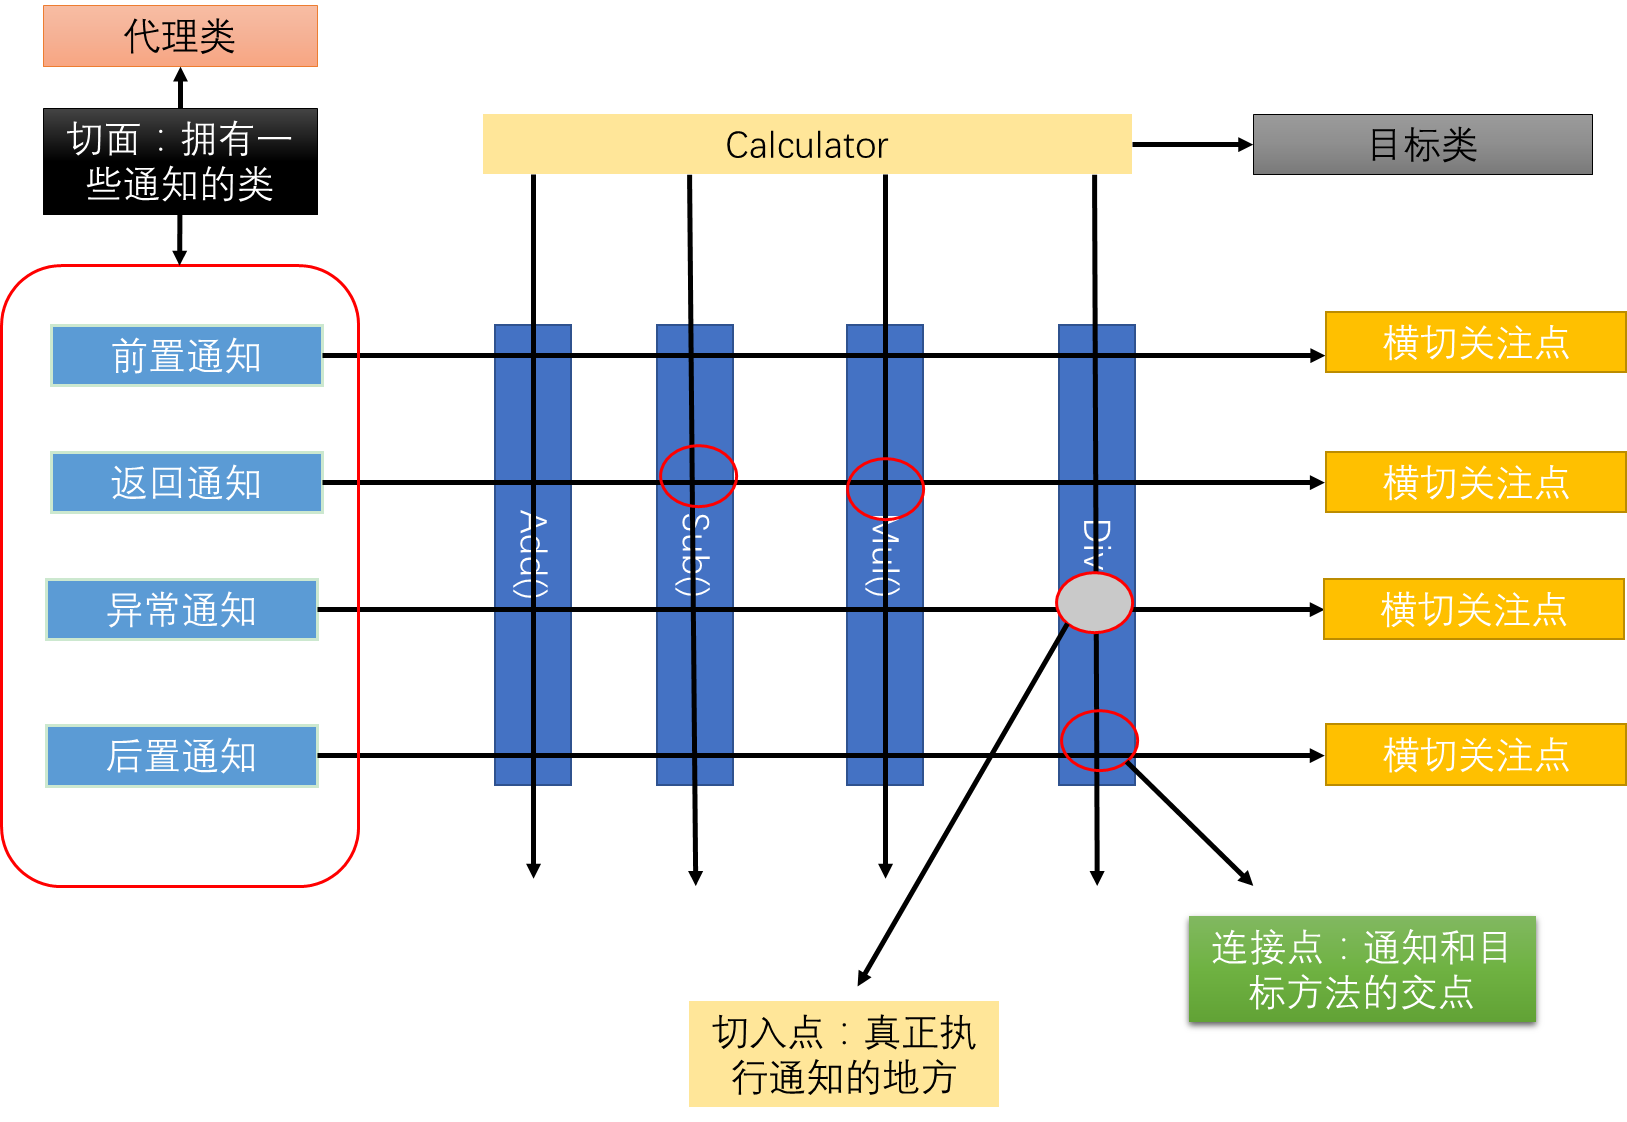 代理类
切面：拥有一
些通知的类
Calculator
目标类
前置通知
横切关注点
返回通知
横切关注点
Add()
Sub()
Mul()
Div
异常通知
横切关注点
后置通知
横切关注点
连接点：通知和目
标方法的交点
切入点：真正执
行通知的地方